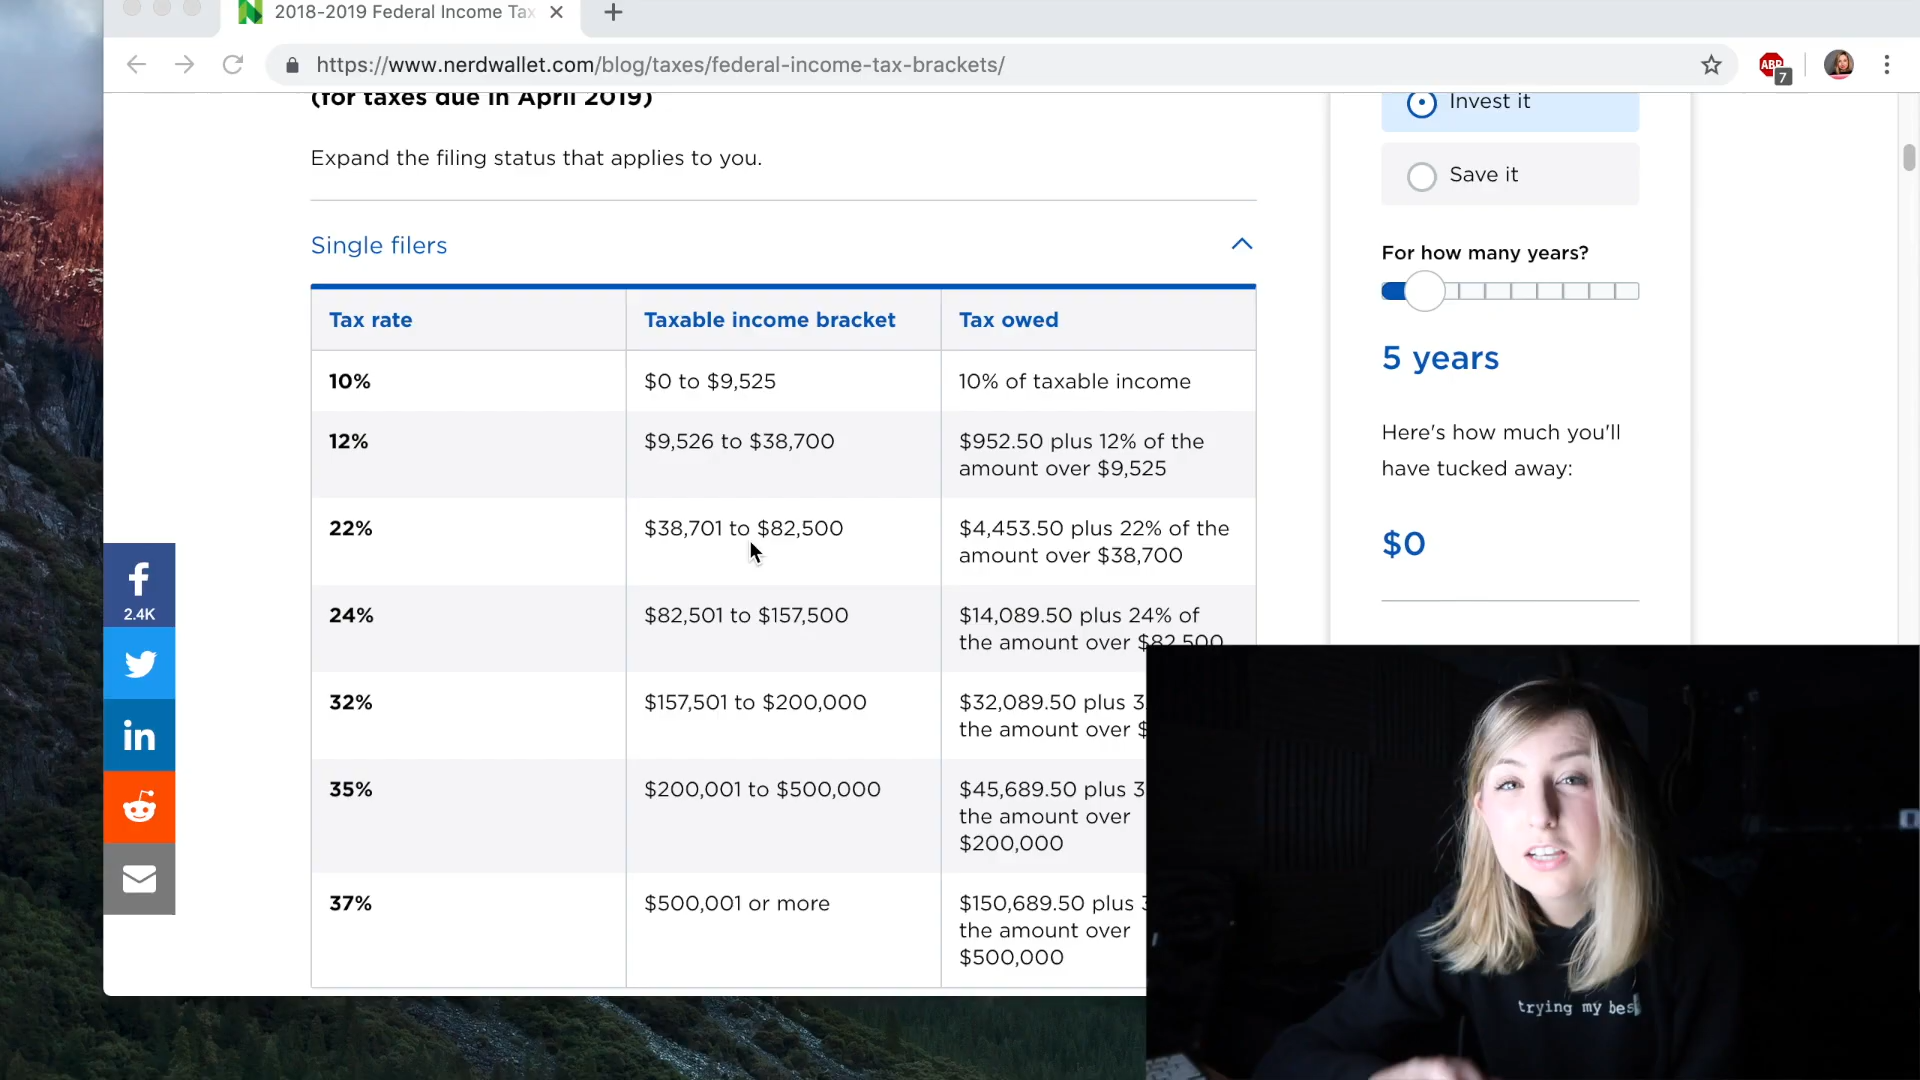 2018-2019 Federal Income Tax
https://www.nerdwallet.com/blog/taxes/federal-income-tax-brackets/
ABP
7
(for taxes due in April 2019)
Expand the filing status that applies to you.
Single filers
Tax rate
Taxable income bracket
Tax owed
10%
$0 to $9,525
10% of taxable income
12%
$9,526 to $38,700
$952.50 plus 12% of the
amount over $9,525
22%
$38,701 to $82,500
$4,453.50 plus 22% of the
amount over $38,700
24%
$82,501 to $157,500
$14,089.50 plus 24% of
the amount over $82,500
32%
$157,501 to $200,000
$32,089.50 plus 3
the amount over $
35%
$200,001 to $500,000
$45,689.50 plus 3
the amount over
$200,000
37%
$500,001 or more
$150,689.50 plus
the amount over
$500,000
Invest it
Save it
For how many years?
5 years
Here's how much you'll
have tucked away:
$0
f
2.4K
in
trying my bes